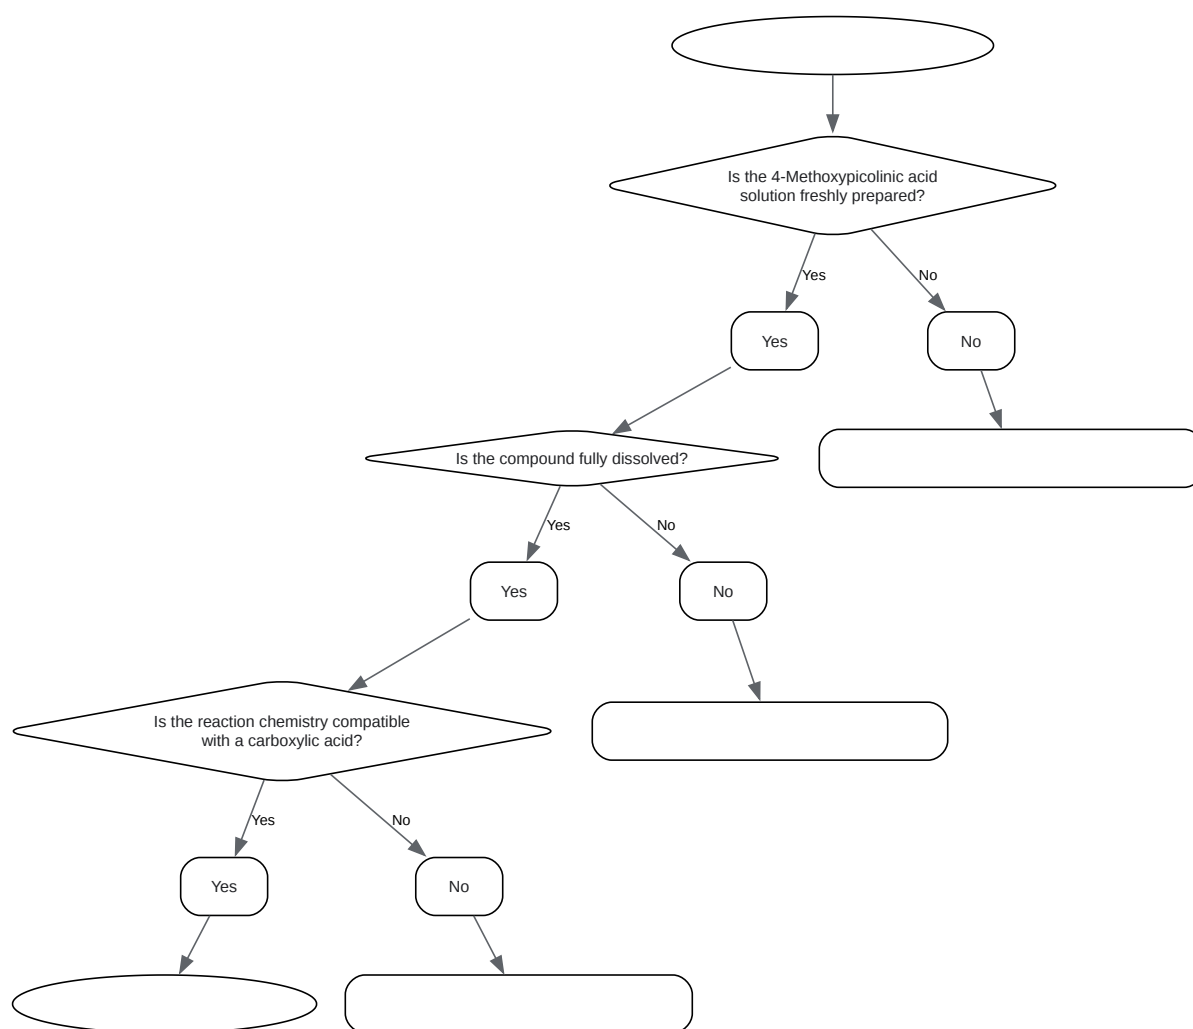 Is the 4-Methoxypicolinic acid
solution freshly prepared?
Yes
No
Yes
No
Is the compound fully dissolved?
Yes
No
Yes
No
Is the reaction chemistry compatible
with a carboxylic acid?
Yes
No
Yes
No